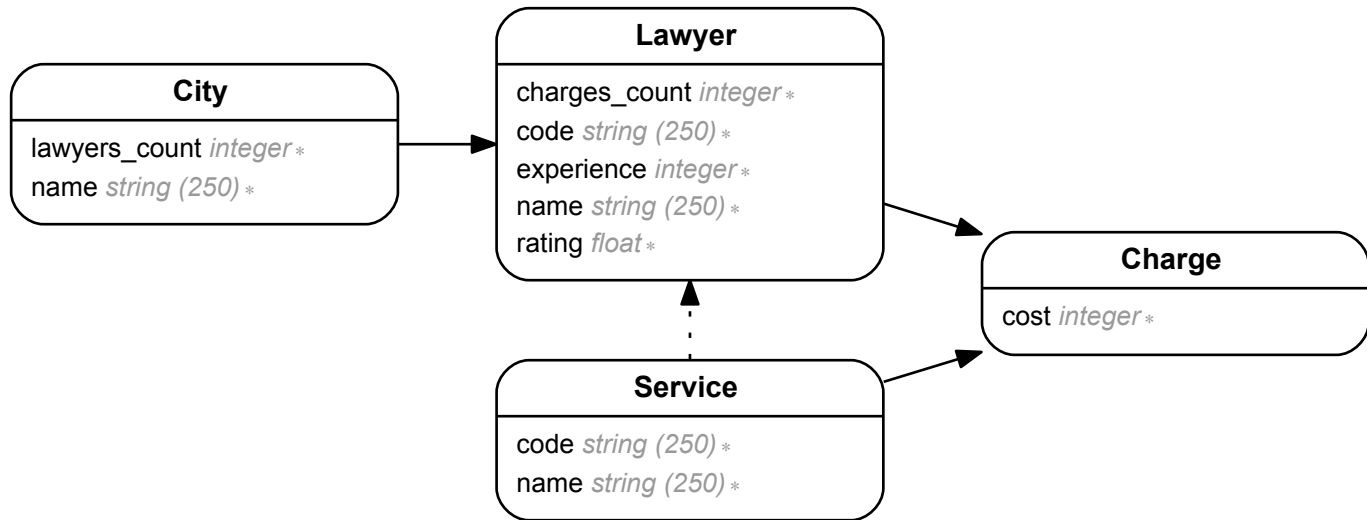 City
lawyers_count integer *
name string (250) *
Lawyer
charges_count integer *
code string (250) *
experience integer *
name string (250) *
rating float *
Charge
cost integer *
Service
code string (250) *
name string (250) *